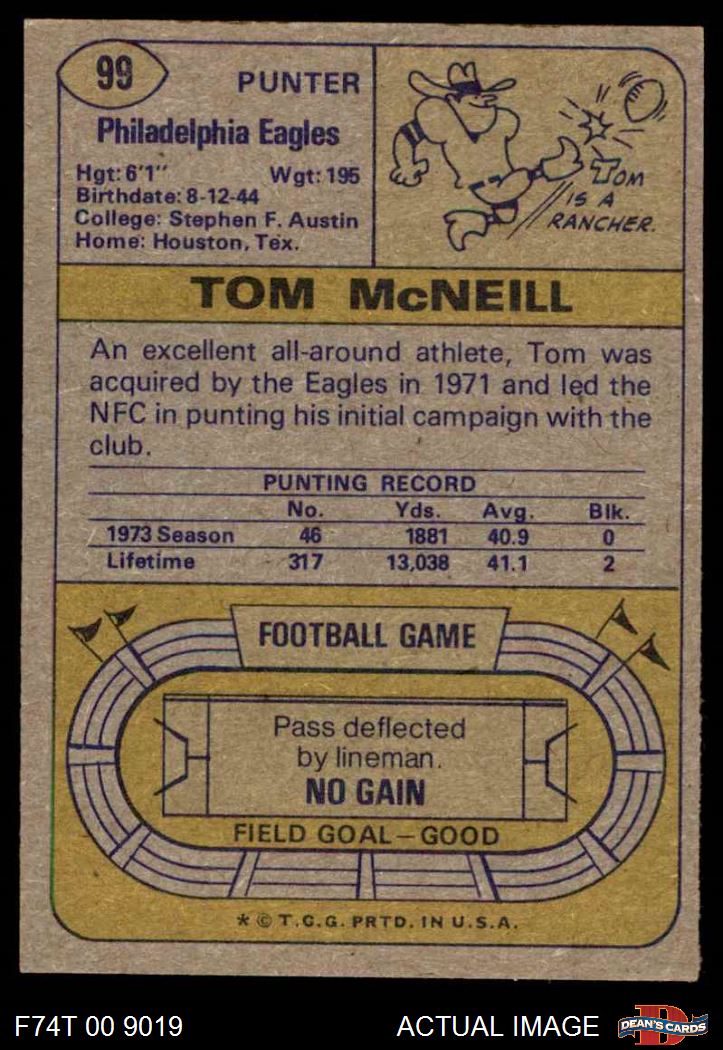 99
PUNTER
Philadelphia Eagles
Hgt: 6'1" Wgt: 195
Birthdate: 8-12-44
College: Stephen F. Austin
Home: Houston, Tex.
TOM
IS A
RANCHER.
TOM McNEILL
An excellent all-around athlete, Tom was
acquired by the Eagles in 1971 and led the
NFC in punting his initial campaign with the
club.
PUNTING RECORD
No. Yds. Avg. Blk.
1973 Season 46 1881 40.9 0
Lifetime 317 13,038 41.1 2
FOOTBALL GAME
Pass deflected
by lineman.
NO GAIN
FIELD GOAL — GOOD
* © T.C.G. PRTD. IN U.S.A.
F74T 00 9019 ACTUAL IMAGE
D
DEAN'S CARDS